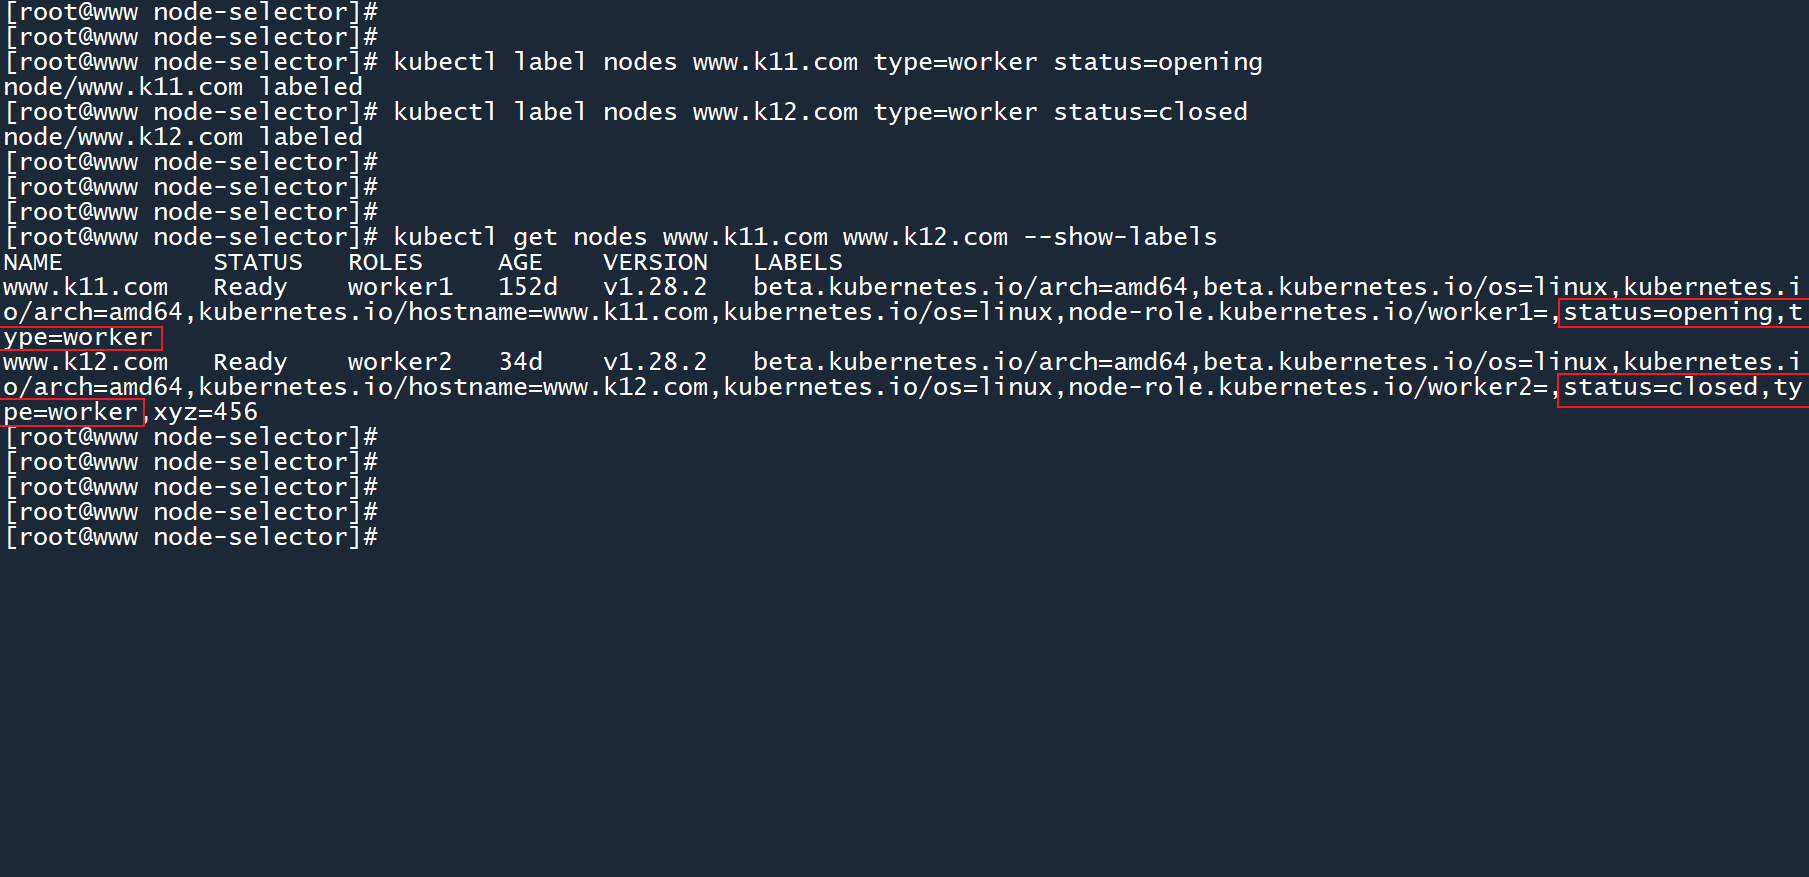 [root@www node-selector]#
[root@www node-selector]#
[root@www node-selector]# kubectl label nodes www.k11.com type=worker status=opening
node/www.k11.com labeled
[root@www node-selector]# kubectl label nodes www.k12.com type=worker status=closed
node/www.k12.com labeled
[root@www node-selector]#
[root@www node-selector]#
[root@www node-selector]#
[root@www node-selector]# kubectl get nodes www.k11.com www.k12.com --show-labels
NAME          STATUS   ROLES     AGE    VERSION   LABELS
www.k11.com   Ready    worker1   152d   v1.28.2   beta.kubernetes.io/arch=amd64,beta.kubernetes.io/os=linux,kubernetes.i
o/arch=amd64,kubernetes.io/hostname=www.k11.com,kubernetes.io/os=linux,node-role.kubernetes.io/worker1=,status=opening,t
ype=worker
www.k12.com   Ready    worker2   34d    v1.28.2   beta.kubernetes.io/arch=amd64,beta.kubernetes.io/os=linux,kubernetes.i
o/arch=amd64,kubernetes.io/hostname=www.k12.com,kubernetes.io/os=linux,node-role.kubernetes.io/worker2=,status=closed,ty
pe=worker,xyz=456
[root@www node-selector]#
[root@www node-selector]#
[root@www node-selector]#
[root@www node-selector]#
[root@www node-selector]#